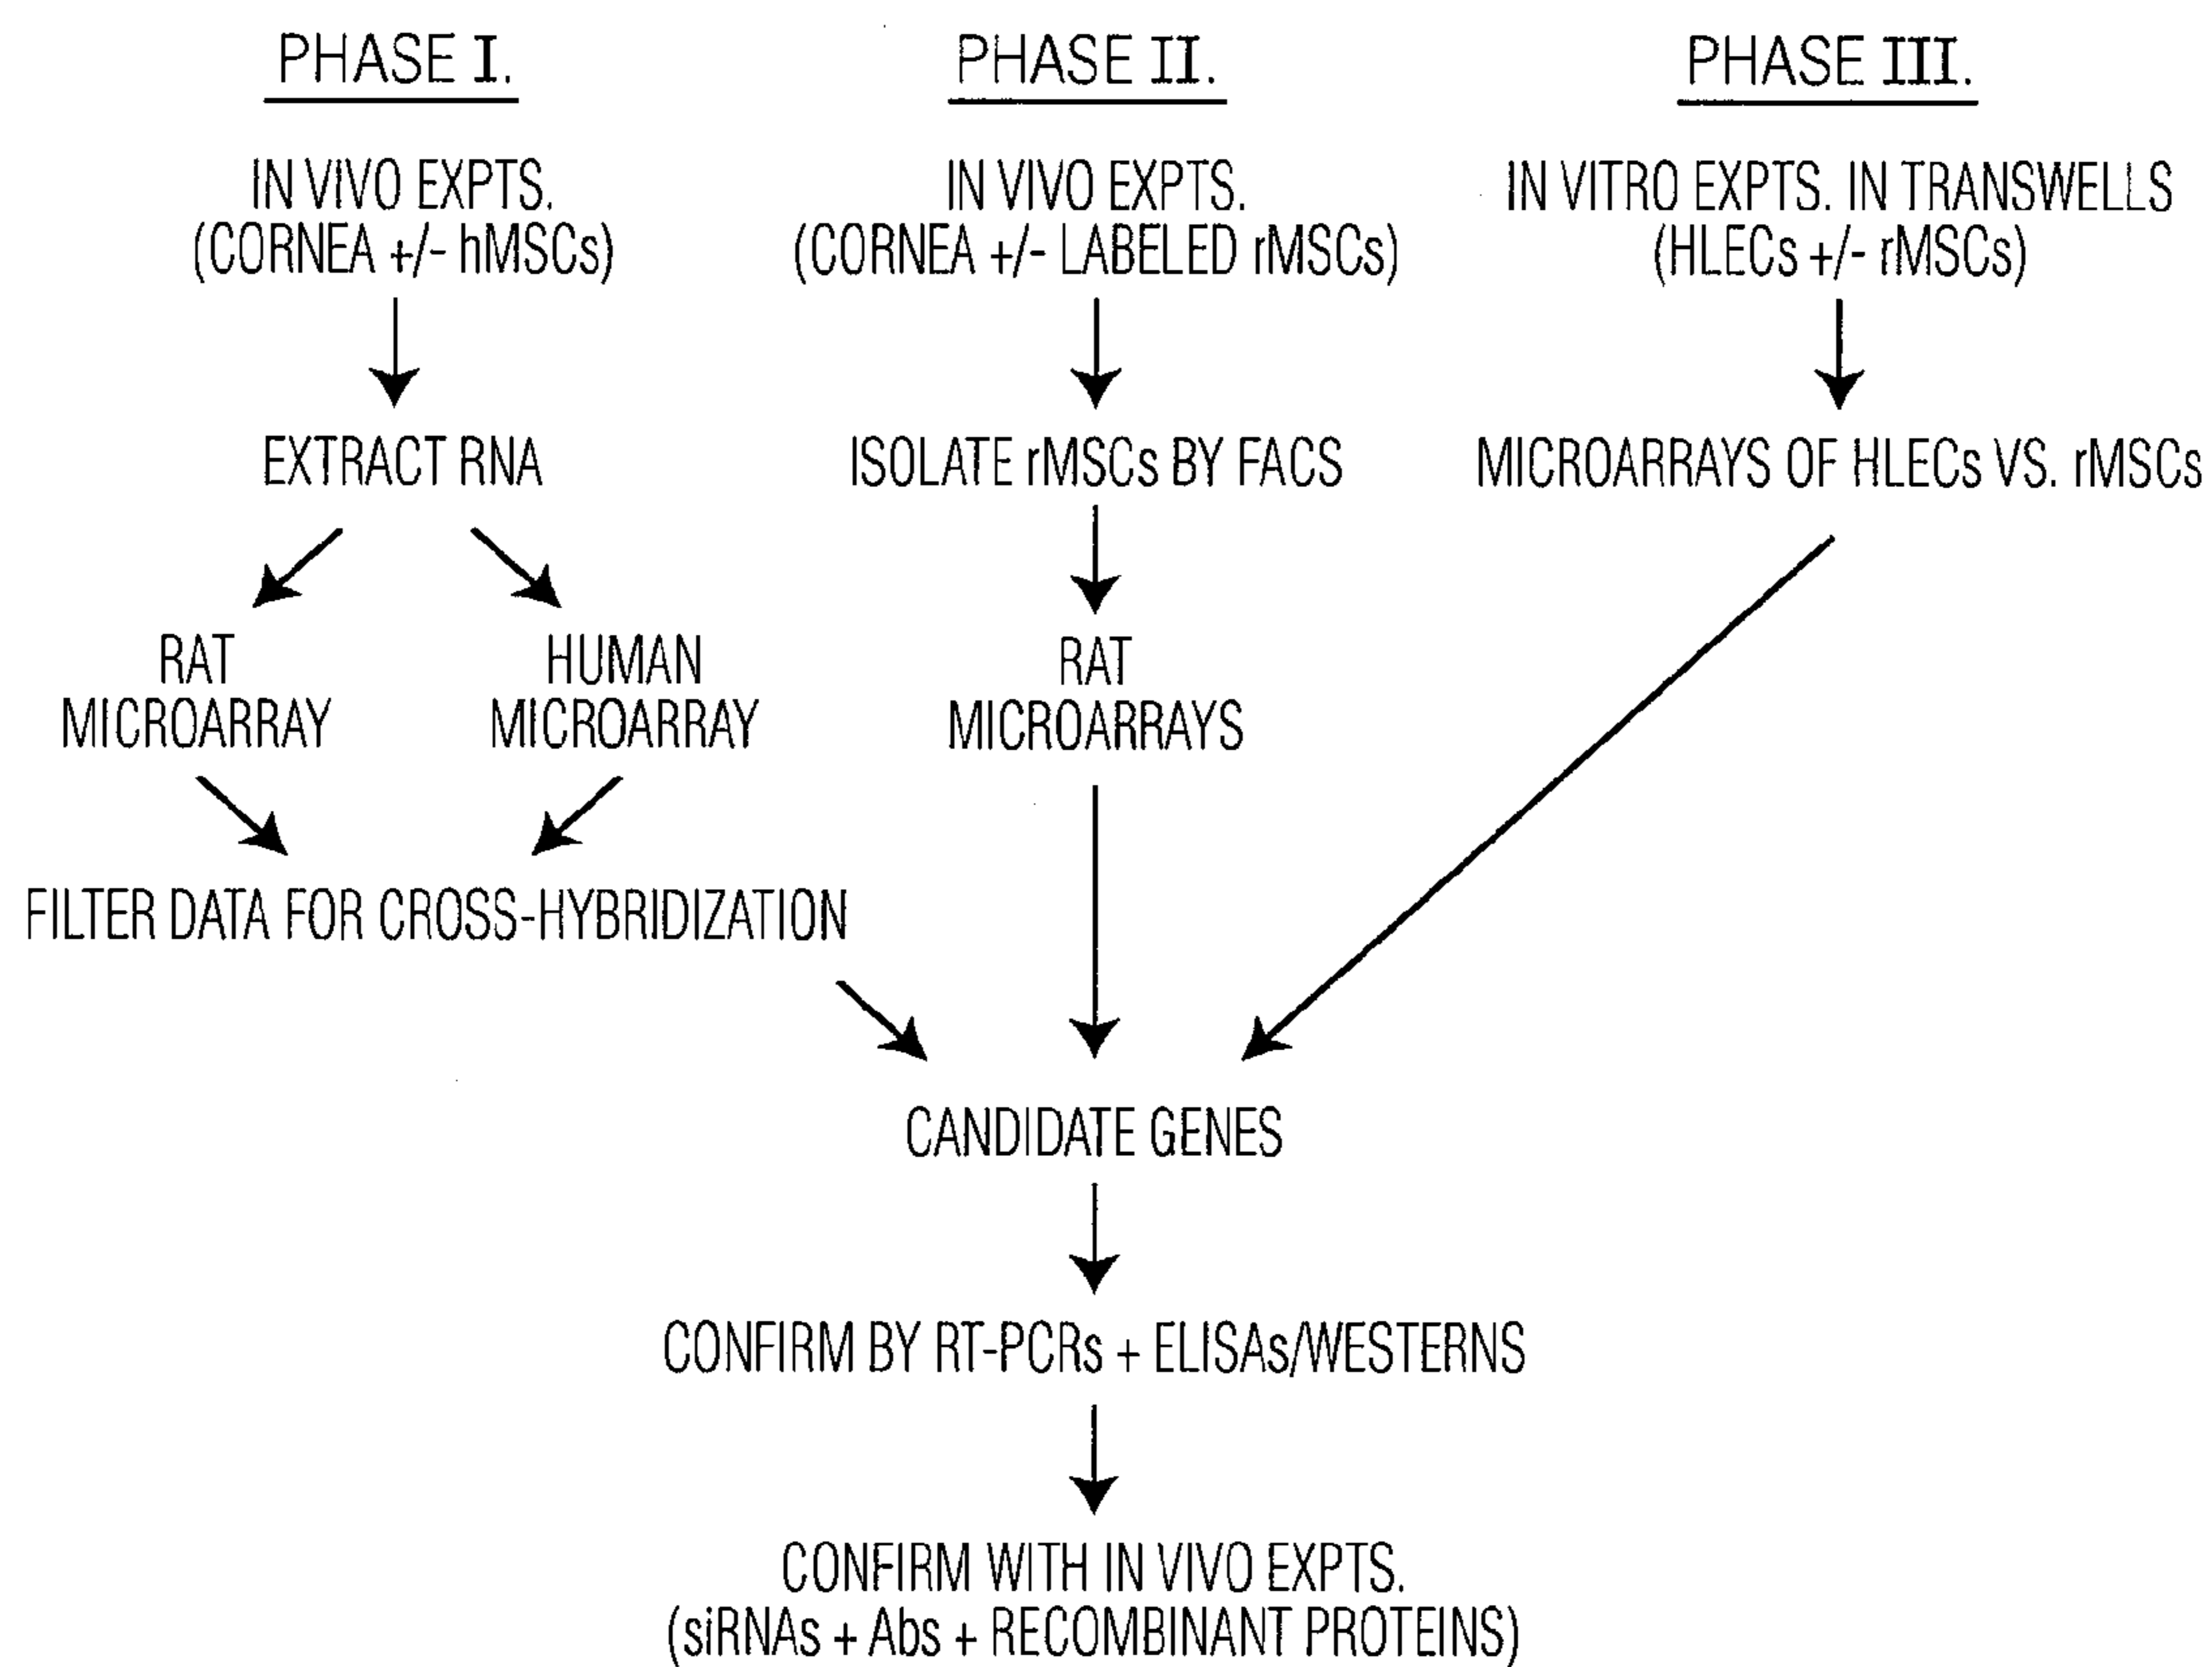 PHASE I.
IN VIVO EXPTS.
(CORNEA +/- hMSCs)
EXTRACT RNA
RAT
MICROARRAY
HUMAN
MICROARRAY
FILTER DATA FOR CROSS-HYBRIDIZATION
PHASE II.
IN VIVO EXPTS.
(CORNEA +/- LABELED rMSCs)
ISOLATE rMSCs BY FACS
RAT
MICROARRAYS
PHASE III.
IN VITRO EXPTS. IN TRANSWELLS
(HLECs +/- rMSCs)
MICROARRAYS OF HLECs VS. rMSCs
CANDIDATE GENES
CONFIRM BY RT-PCRs + ELISAs/WESTERNS
CONFIRM WITH IN VIVO EXPTS.
(siRNAs + Abs + RECOMBINANT PROTEINS)